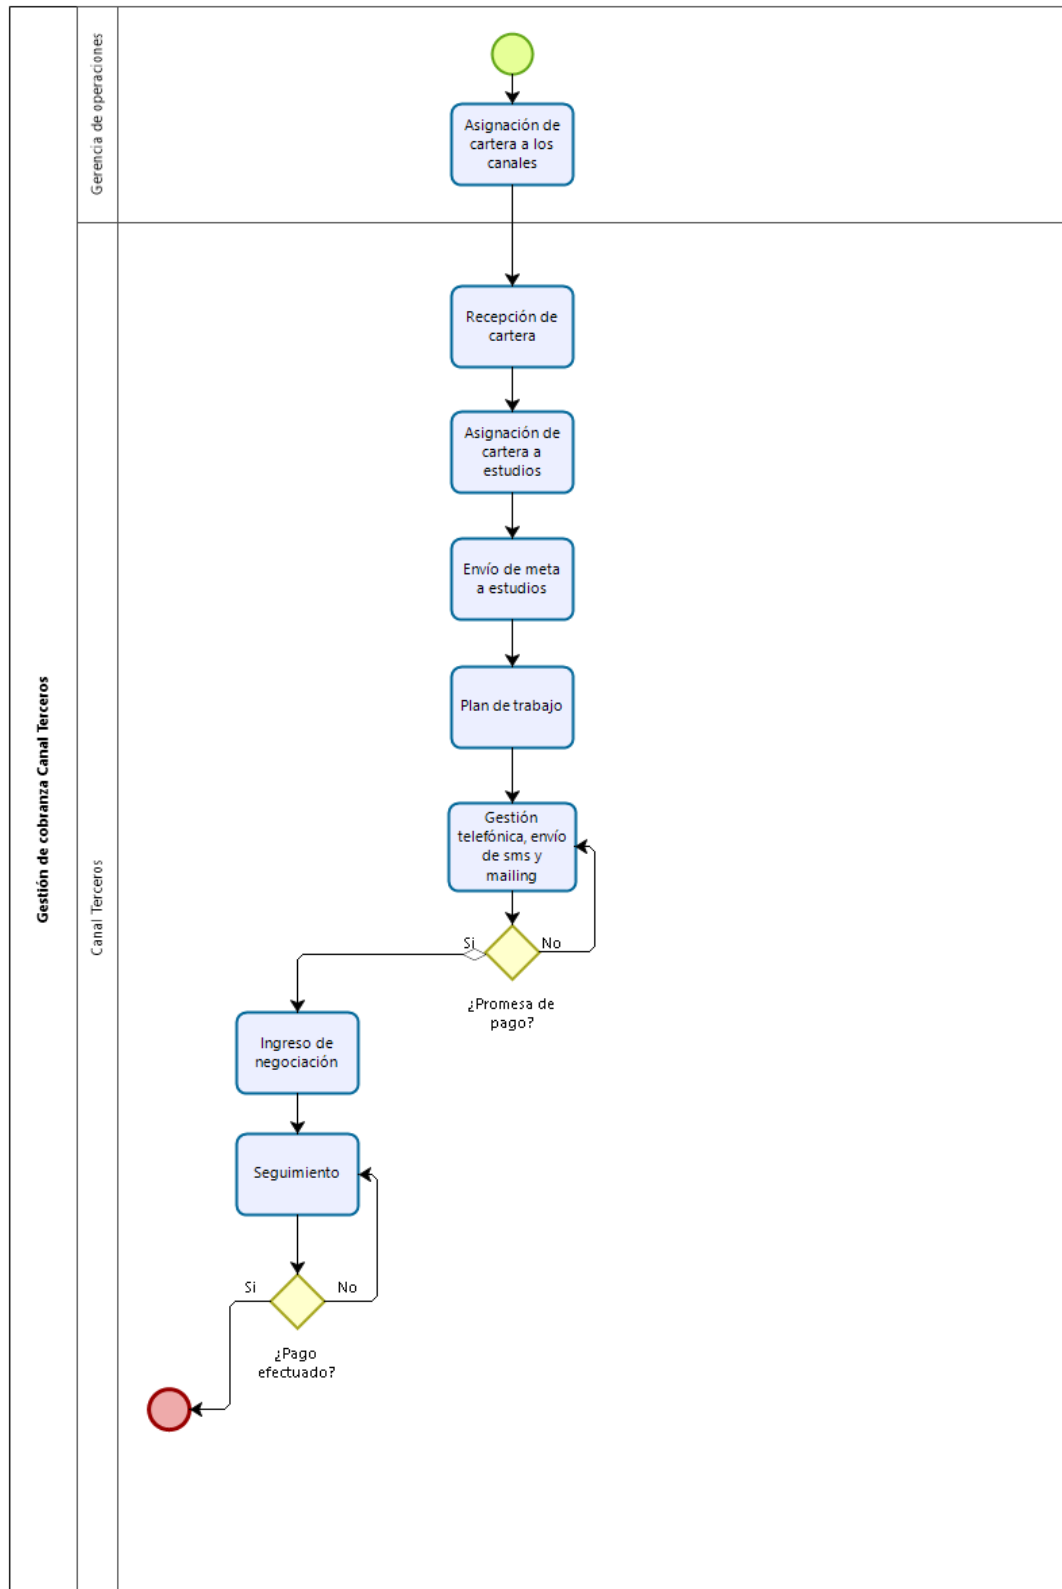 Gestión de cobranza Canal Terceros
Gerencia de operaciones
Asignación de
cartera a los
canales
Canal Terceros
Recepción de
cartera
Asignación de
cartera a
estudios
Envío de meta
a estudios
Plan de trabajo
Gestión
telefónica, envío
de sms y
mailing
Si
No
¿Promesa de
pago?
Ingreso de
negociación
Seguimiento
Si
No
¿Pago
efectuado?